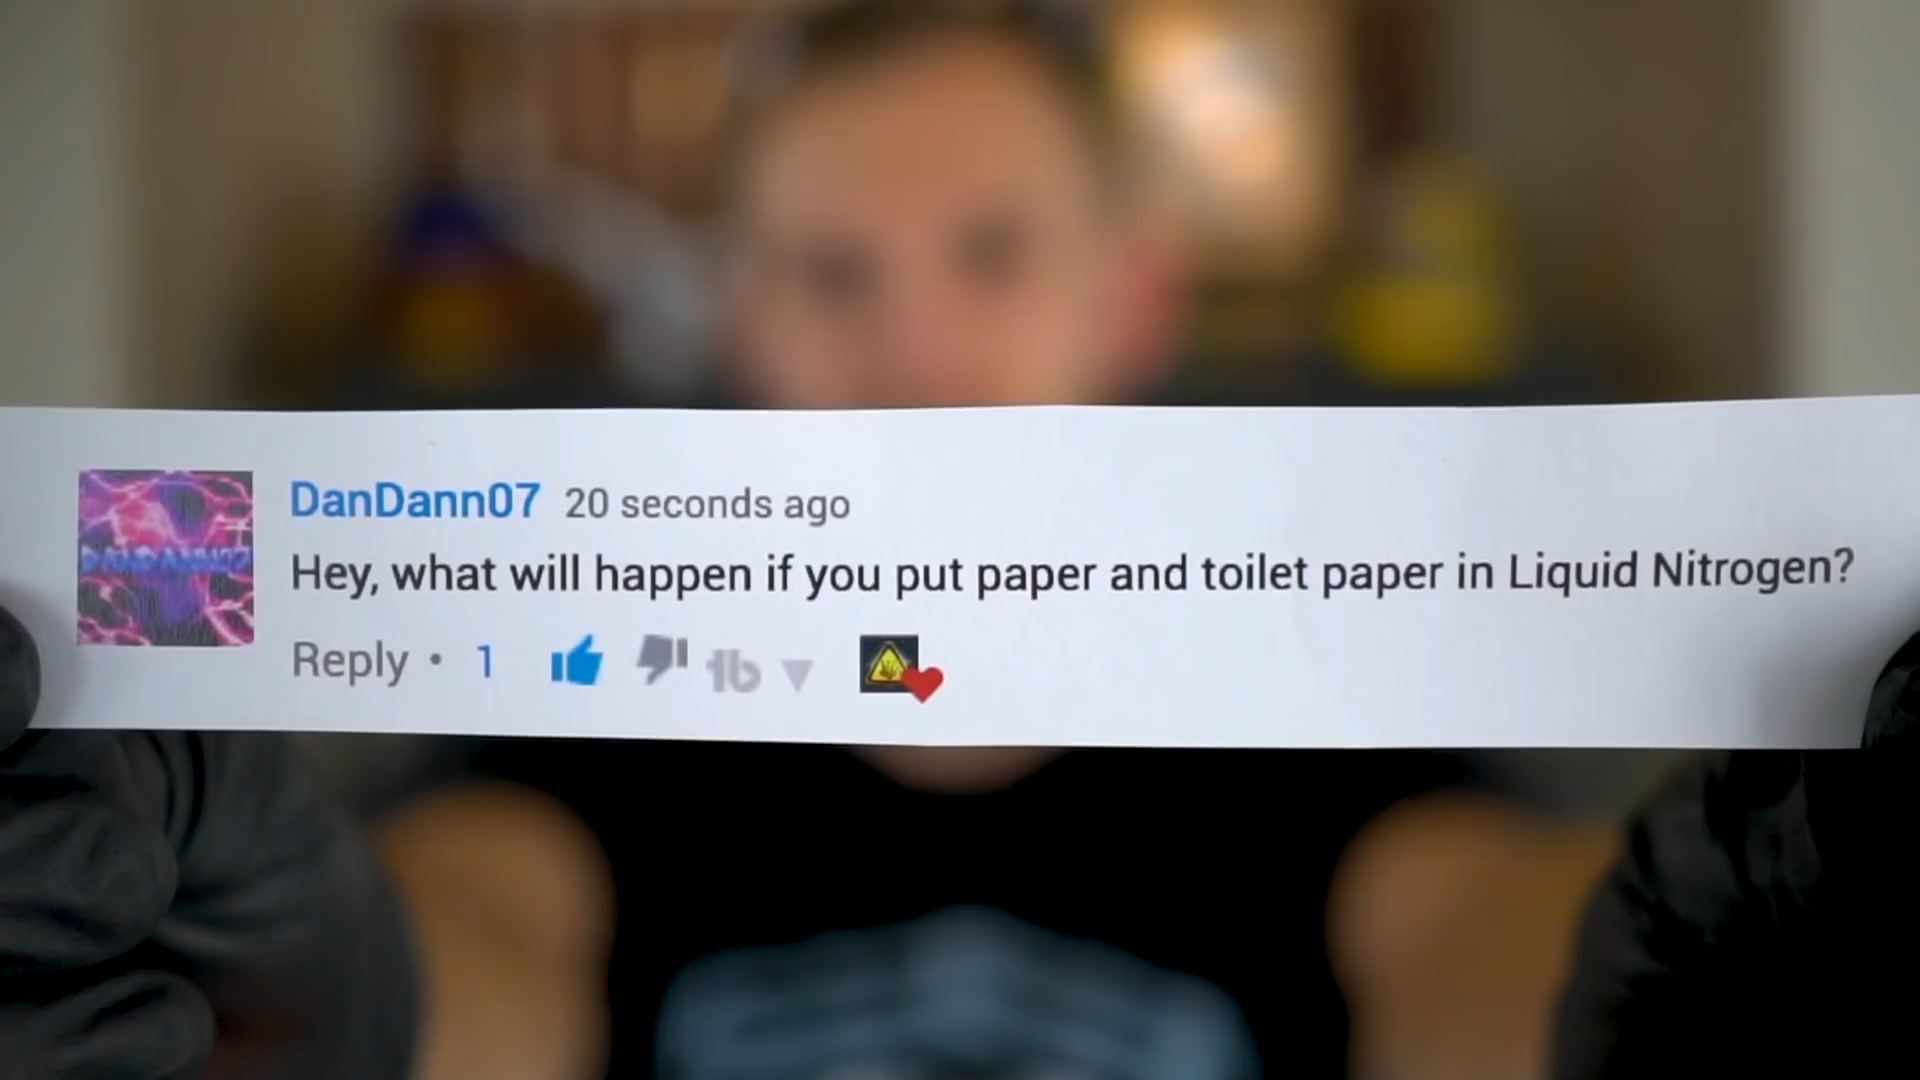 DanDann07 20 seconds ago
Hey, what will happen if you put paper and toilet paper in Liquid Nitrogen?
Reply • 1
DANDANN07